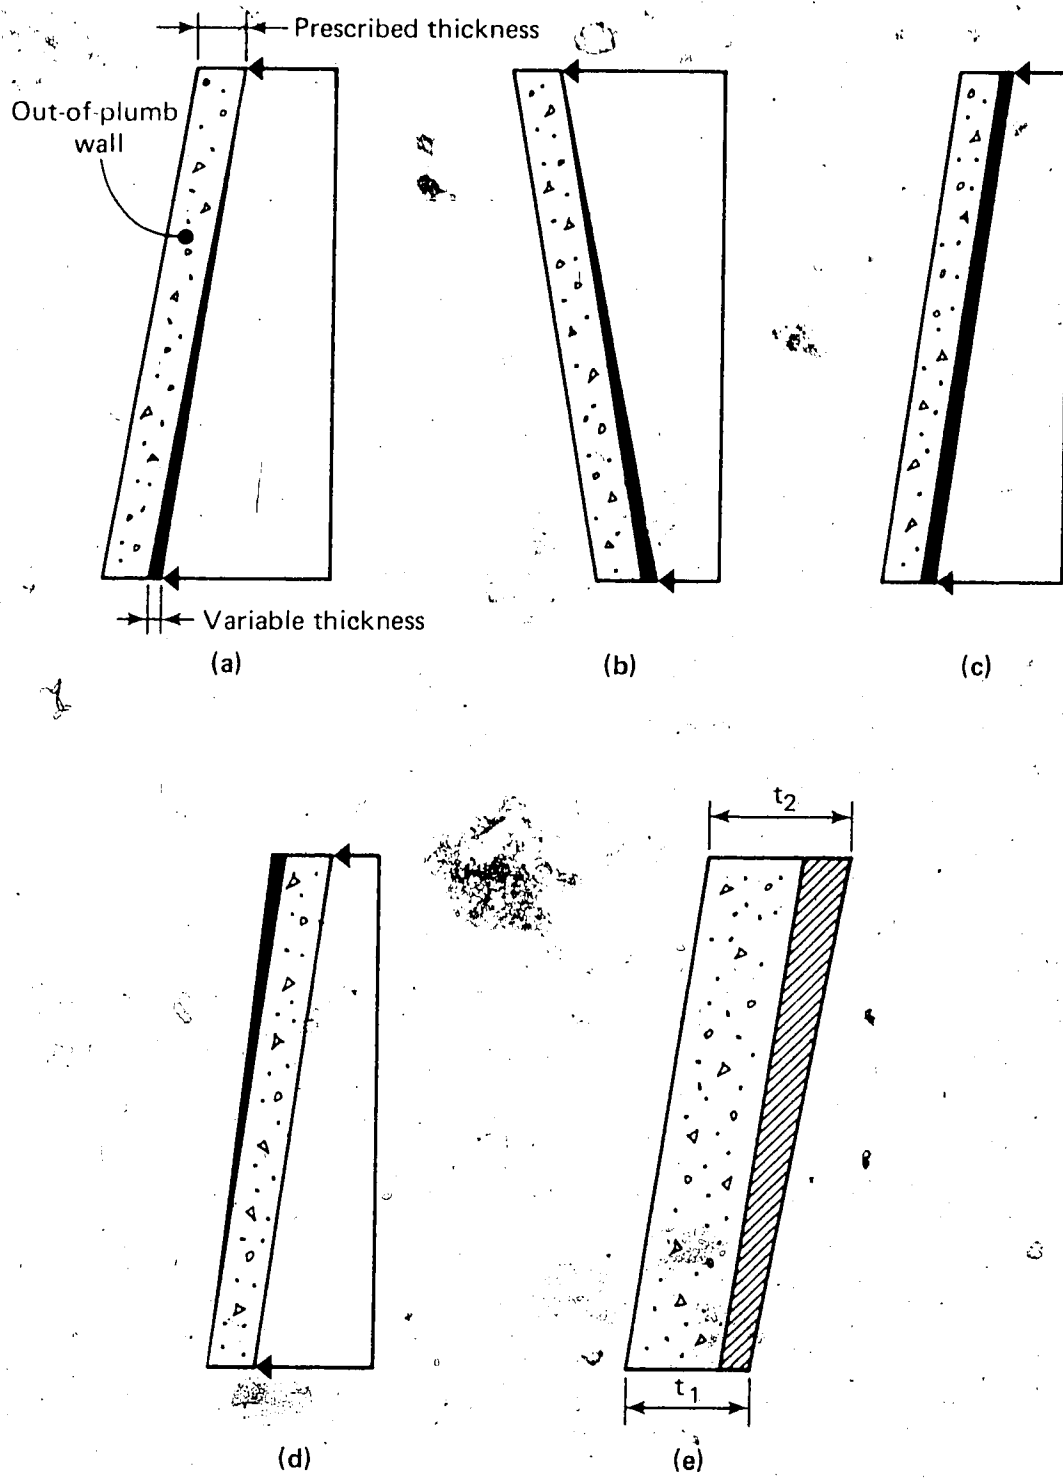 Prescribed thickness
Out-of-plumb
wall
Variable thickness
(a)
(b)
(c)
t2
t1
(d)
(e)